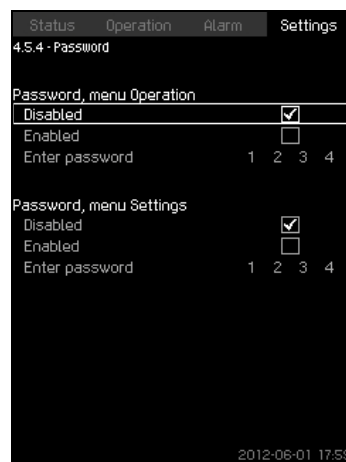 Status Operation Alarm Settings
4.5.4 - Password
Password, menu Operation
Disabled
Enabled
Enter password 1 2 3 4
Password, menu Settings
Disabled
Enabled
Enter password 1 2 3 4
2012-06-01 17:59